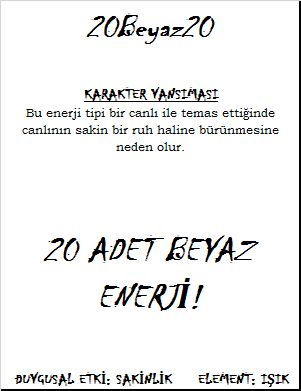 20Beyaz20
KARAKTER YANSIMASI
Bu enerji tipi bir canlı ile temas ettiğinde
canlının sakin bir ruh haline bürünmesine
neden olur.
20 ADET BEYAZ
ENERJİ!
DUYGUSAL ETKİ: SAKİNLİK ELEMENT: IŞIK